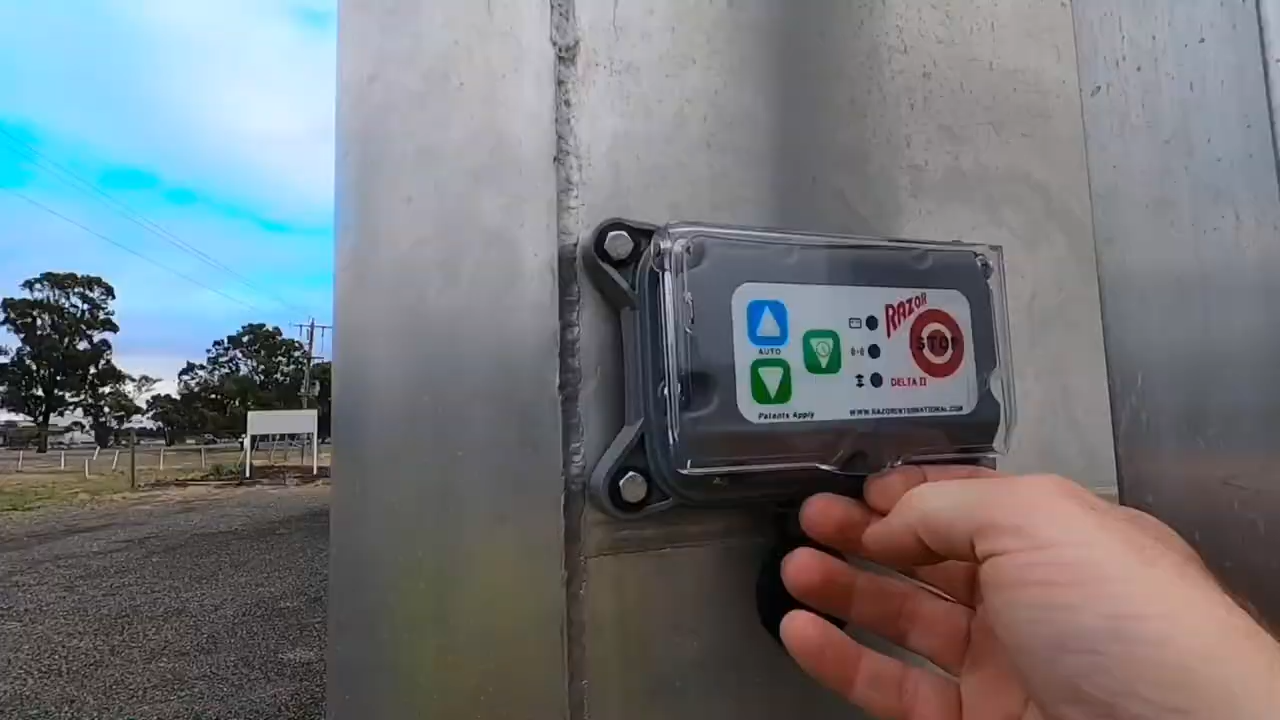 RAZOR
STOP
AUTO
DELTA II
Patents Apply
WWW.RAZORINTERNATIONAL.COM